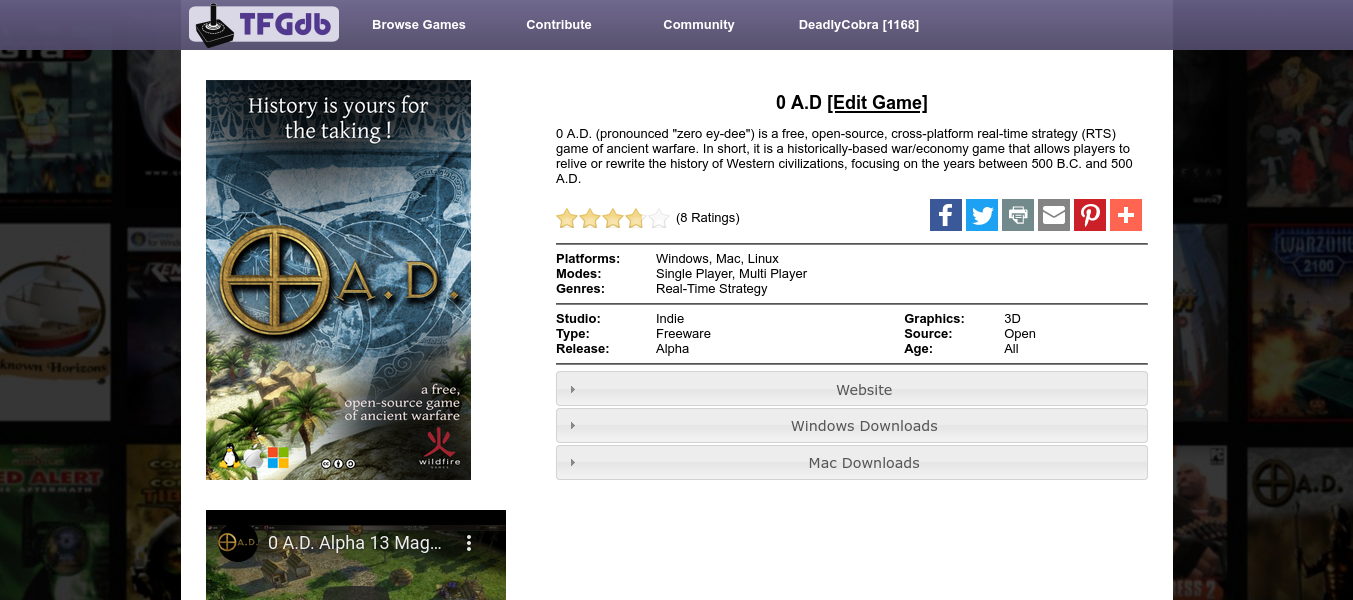 TFGdb
Browse Games
Contribute
Community
DeadlyCobra [1168]
History is yours for
the taking !
A.D.
a free,
open-source game
of ancient warfare
wildfire
GAMES
0 A.D [Edit Game]
0 A.D. (pronounced "zero ey-dee") is a free, open-source, cross-platform real-time strategy (RTS)
game of ancient warfare. In short, it is a historically-based war/economy game that allows players to
relive or rewrite the history of Western civilizations, focusing on the years between 500 B.C. and 500
A.D.
(8 Ratings)
Platforms: Windows, Mac, Linux
Modes: Single Player, Multi Player
Genres: Real-Time Strategy
Studio: Indie Graphics: 3D
Type: Freeware Source: Open
Release: Alpha Age: All
Website
Windows Downloads
Mac Downloads
A.D.
0 A.D. Alpha 13 Mag...
known Horizons
WARZONE
2100
A.D.